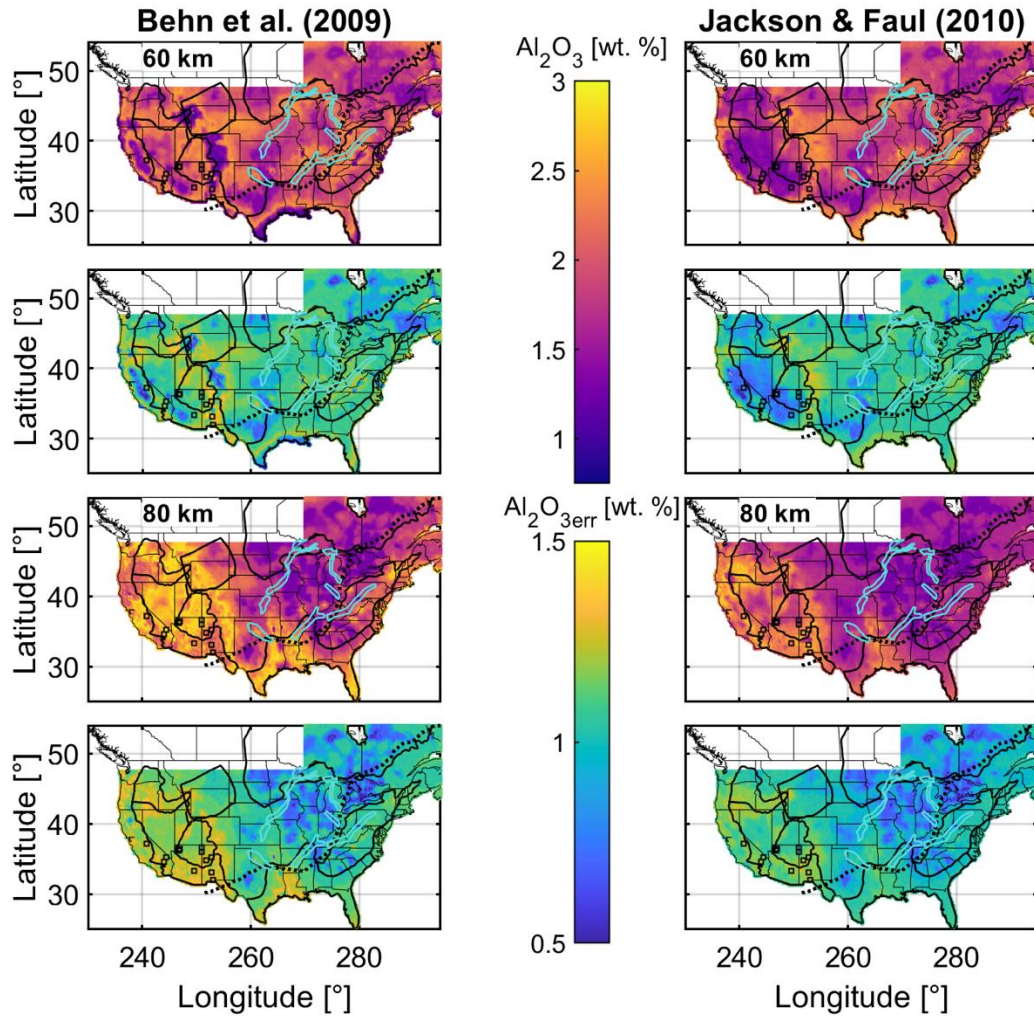 Behn et al. (2009)
Jackson & Faul (2010)
Al2O3 [wt. %]
60 km
60 km
50
40
30
Latitude [°]
3
2.5
2
1.5
1
50
40
30
Latitude [°]
80 km
80 km
Al2O3err [wt. %]
50
40
30
Latitude [°]
1.5
1
0.5
50
40
30
Latitude [°]
240 260 280
240 260 280
Longitude [°]
Longitude [°]